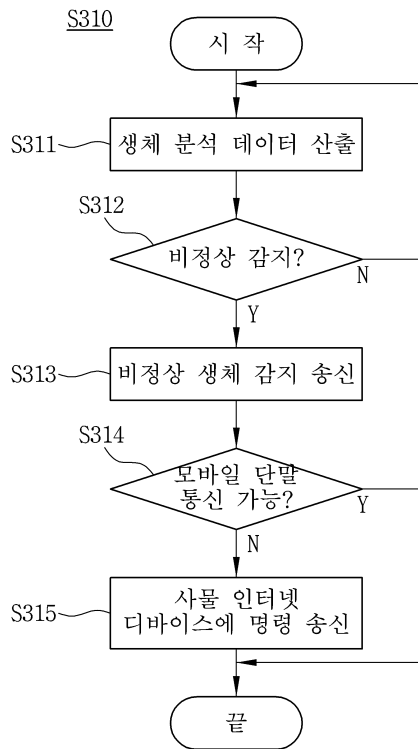 S310
시 작
S311
생체 분석 데이터 산출
S312
비정상 감지?
N
Y
S313
비정상 생체 감지 송신
S314
모바일 단말
통신 가능?
Y
N
S315
사물 인터넷
디바이스에 명령 송신
끝